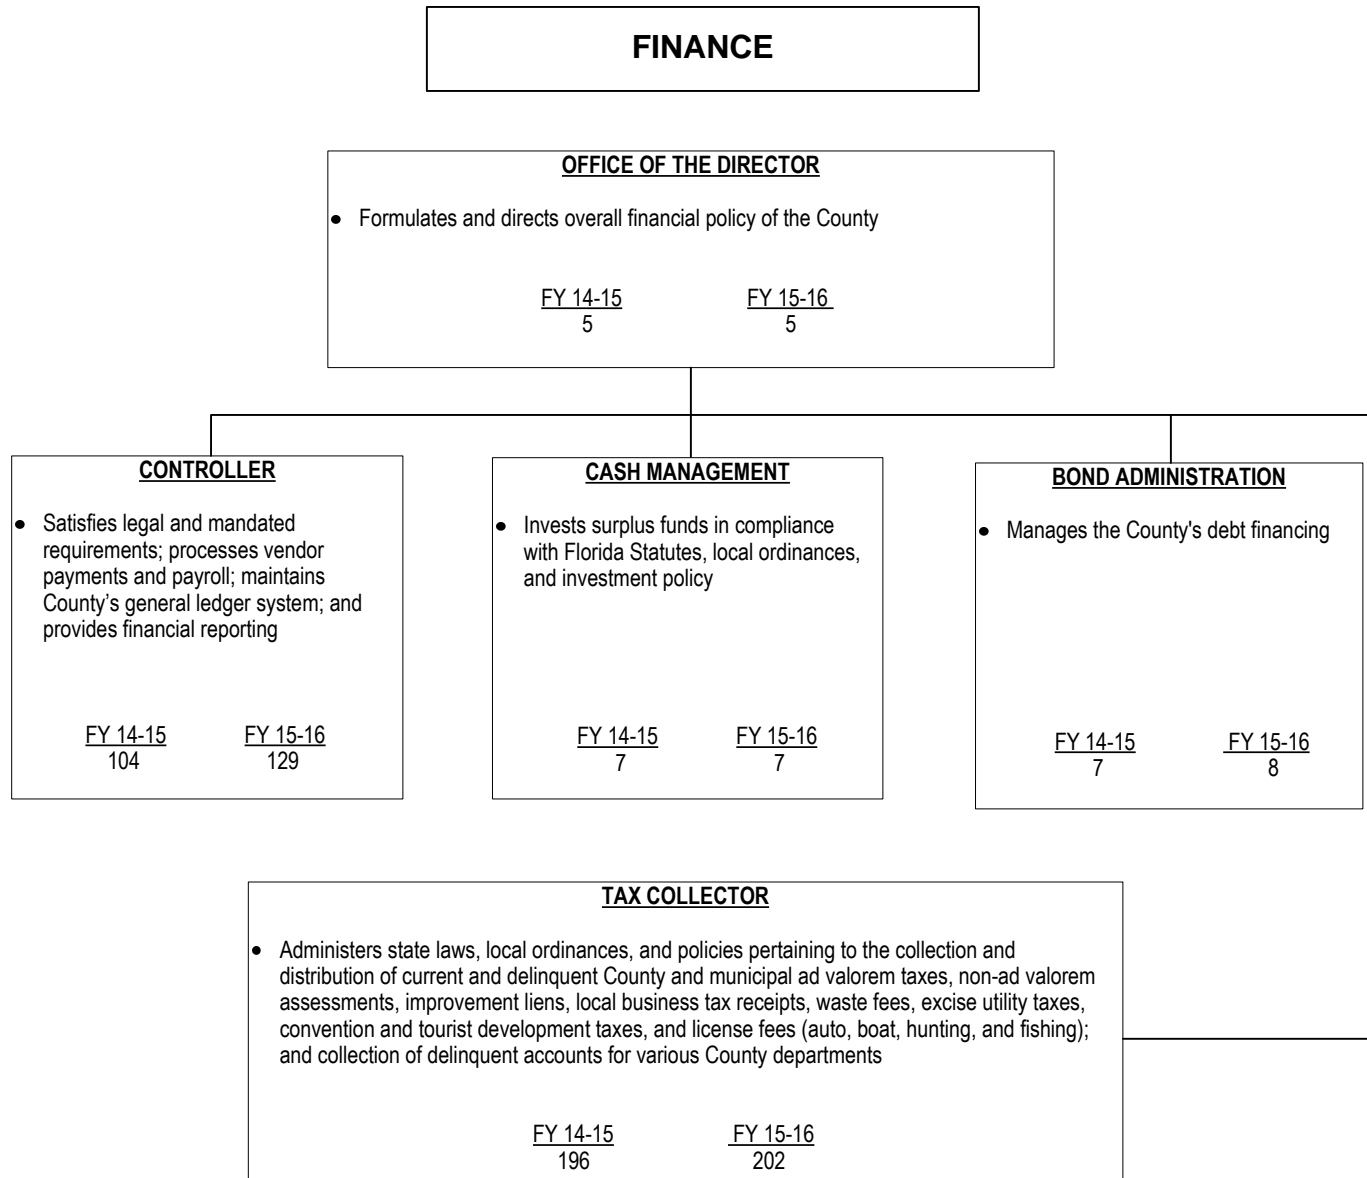 FINANCE
OFFICE OF THE DIRECTOR
• Formulates and directs overall financial policy of the County
FY 14-15 FY 15-16
5 5
CONTROLLER
• Satisfies legal and mandated
requirements; processes vendor
payments and payroll; maintains
County’s general ledger system; and
provides financial reporting
FY 14-15 FY 15-16
104 129
CASH MANAGEMENT
• Invests surplus funds in compliance
with Florida Statutes, local ordinances,
and investment policy
FY 14-15 FY 15-16
7 7
BOND ADMINISTRATION
• Manages the County's debt financing
FY 14-15 FY 15-16
7 8
TAX COLLECTOR
• Administers state laws, local ordinances, and policies pertaining to the collection and
distribution of current and delinquent County and municipal ad valorem taxes, non-ad valorem
assessments, improvement liens, local business tax receipts, waste fees, excise utility taxes,
convention and tourist development taxes, and license fees (auto, boat, hunting, and fishing);
and collection of delinquent accounts for various County departments
FY 14-15 FY 15-16
196 202